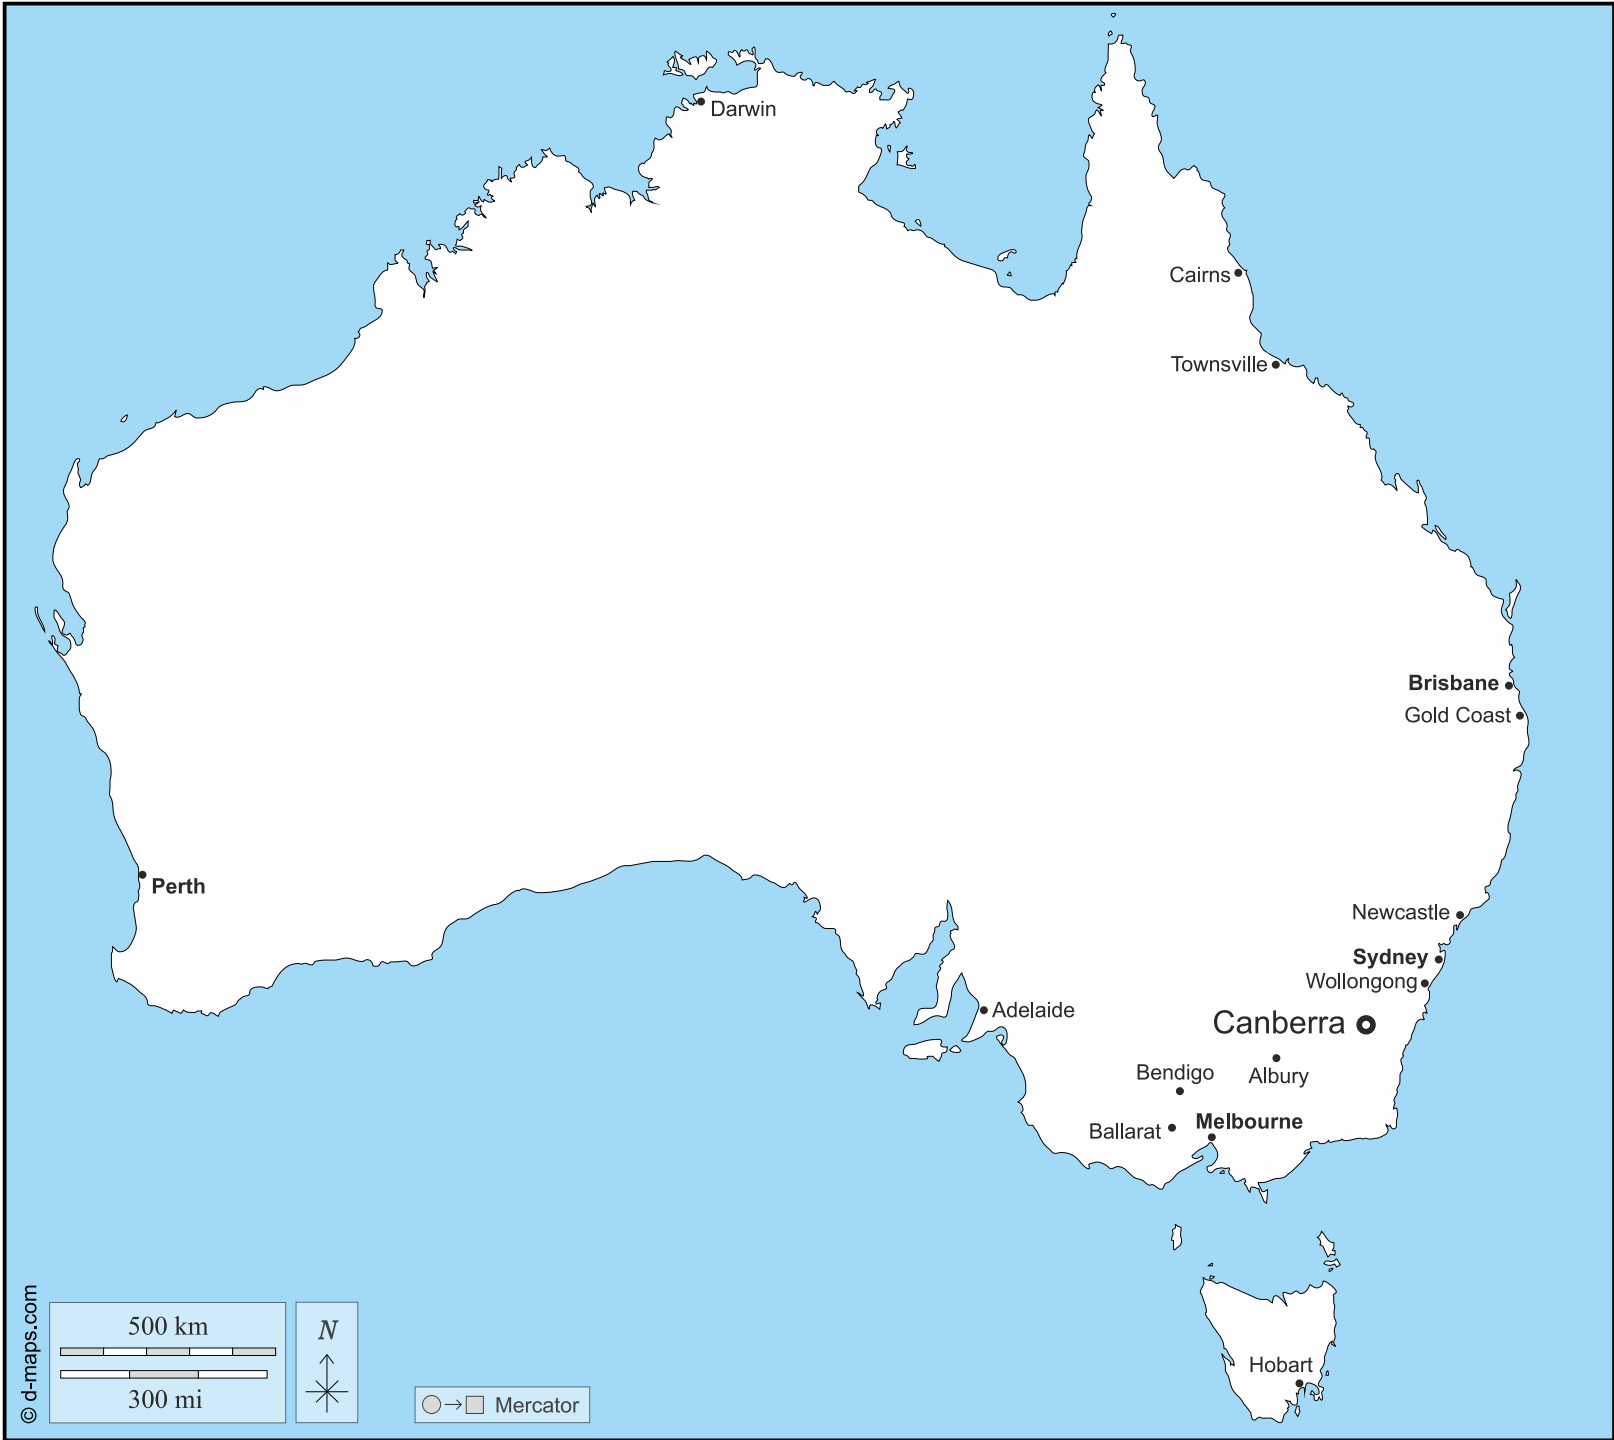 Darwin
Cairns
Townsville
Brisbane
Gold Coast
Perth
Newcastle
Sydney
Wollongong
Adelaide
Canberra
Albury
Bendigo
Melbourne
Ballarat
Hobart
500 km
300 mi
N
Mercator
© d-maps.com